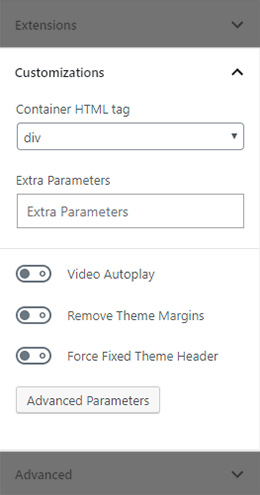 Extensions
Customizations
Container HTML tag
div
Extra Parameters
Extra Parameters
Video Autoplay
Remove Theme Margins
Force Fixed Theme Header
Advanced Parameters
Advanced